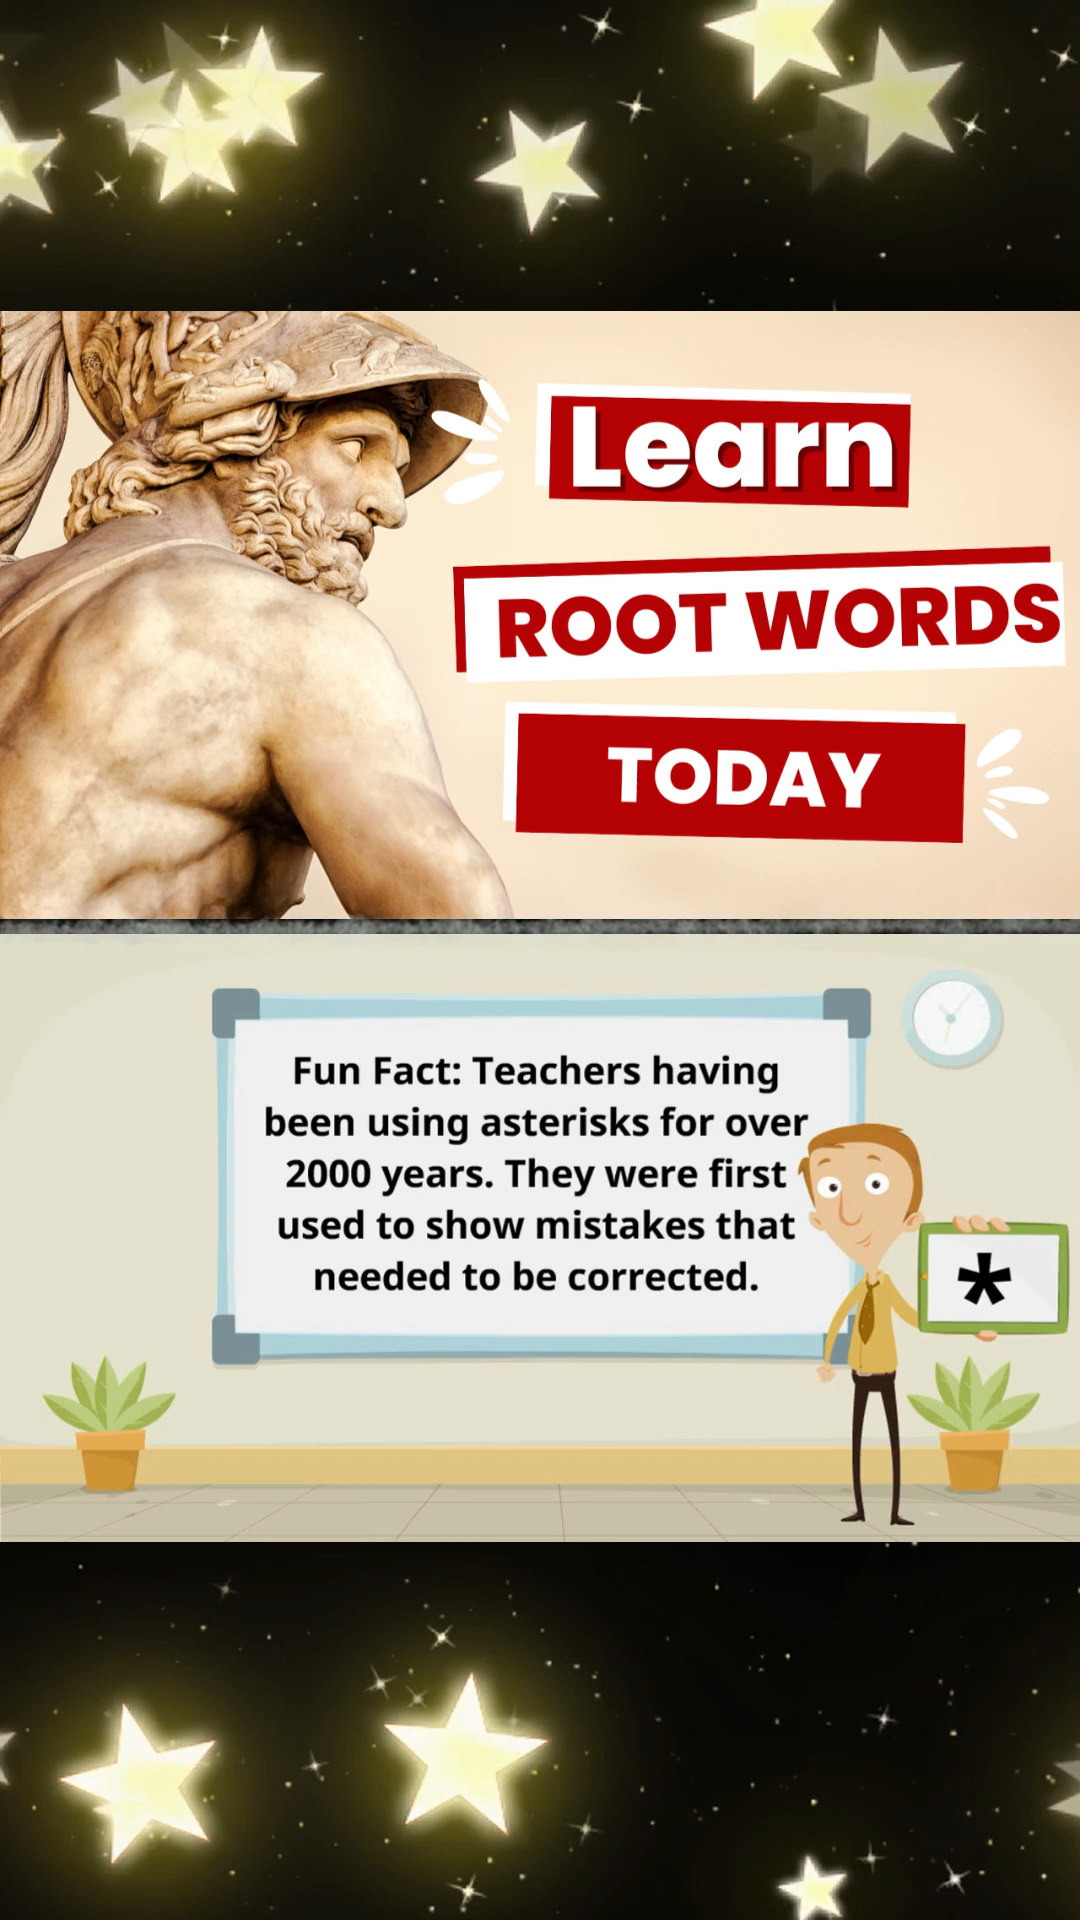 Learn
ROOT WORDS
TODAY
Fun Fact: Teachers having
been using asterisks for over
2000 years. They were first
used to show mistakes that
needed to be corrected.
*